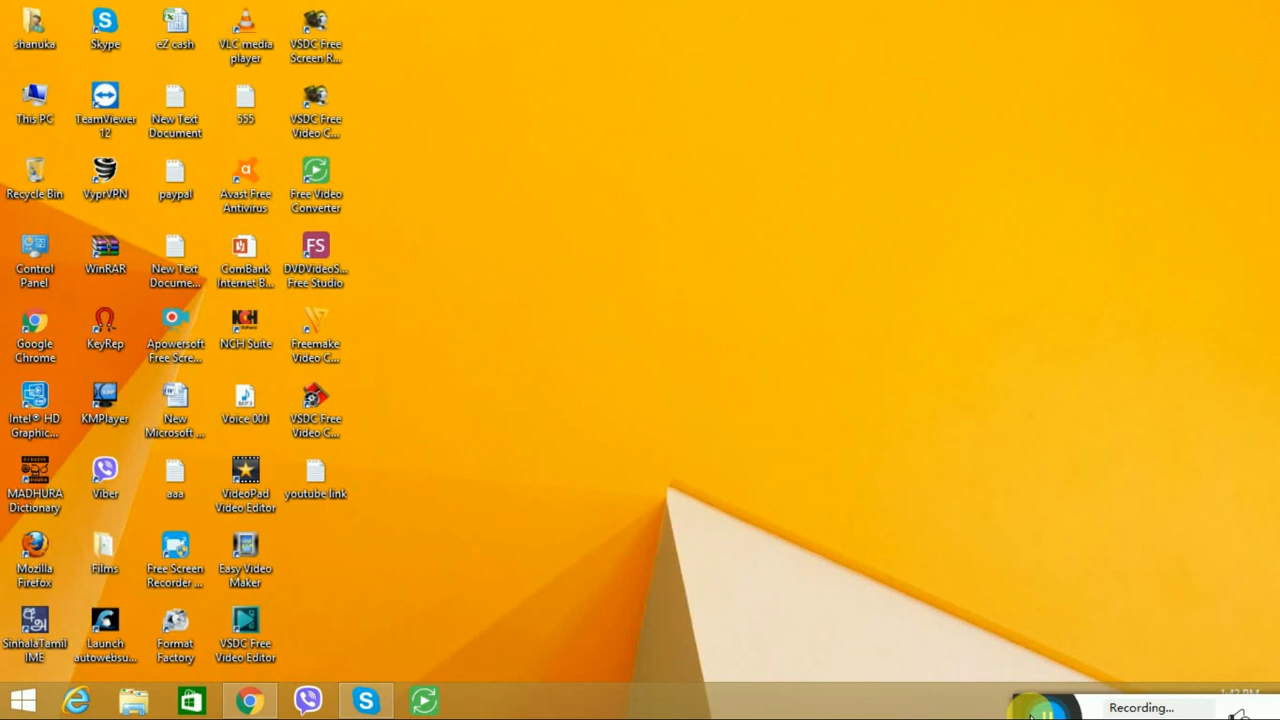 shanuka
Skype
eZ cash
VLC media
player
VSDC Free
Screen R...
This PC
TeamViewer
12
New Text
Document
555
VSDC Free
Video C...
Recycle Bin
VyprVPN
paypal
Avast Free
Antivirus
Free Video
Converter
Control
Panel
WinRAR
New Text
Docume...
ComBank
Internet B...
FS
DVDVideoS...
Free Studio
Google
Chrome
KeyRep
Apowersoft
Free Scre...
NCH
NCH Suite
Freemake
Video C...
Intel® HD
Graphic...
KMPlayer
New
Microsoft ...
Voice 001
VSDC Free
Video C...
MADHURA
Dictionary
Viber
aaa
VideoPad
Video Editor
youtube link
Mozilla
Firefox
Films
Free Screen
Recorder ...
Easy Video
Maker
SinhalaTamil
IME
Launch
autowebsu...
Format
Factory
VSDC Free
Video Editor
Recording...